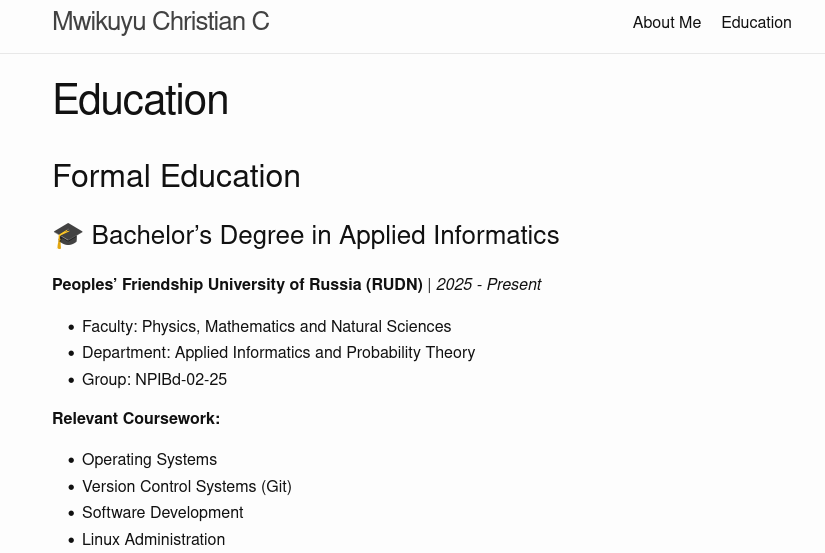 Mwikuyu Christian C
About Me Education
Education
Formal Education
🎓 Bachelor’s Degree in Applied Informatics
Peoples’ Friendship University of Russia (RUDN) | 2025 - Present
• Faculty: Physics, Mathematics and Natural Sciences
• Department: Applied Informatics and Probability Theory
• Group: NPIBd-02-25
Relevant Coursework:
• Operating Systems
• Version Control Systems (Git)
• Software Development
• Linux Administration